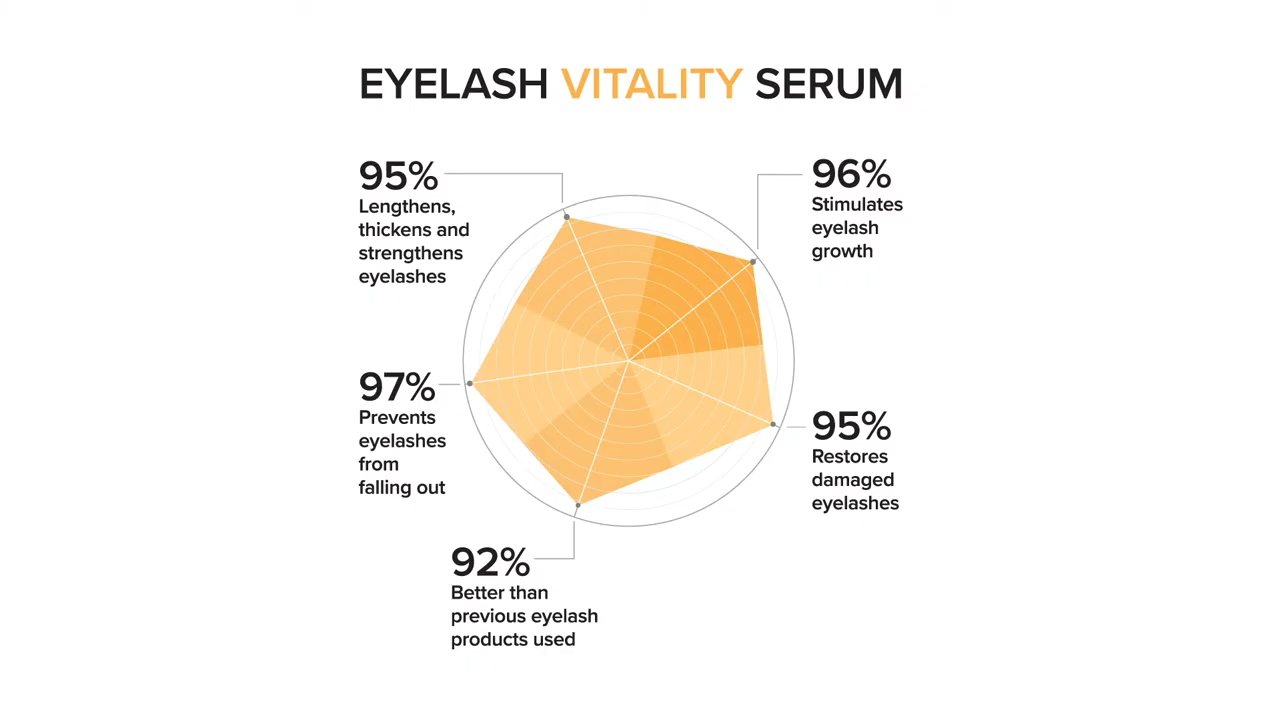 EYELASH VITALITY SERUM
95%
Lengthens,
thickens and
strengthens
eyelashes
96%
Stimulates
eyelash
growth
97%
Prevents
eyelashes
from
falling out
95%
Restores
damaged
eyelashes
92%
Better than
previous eyelash
products used